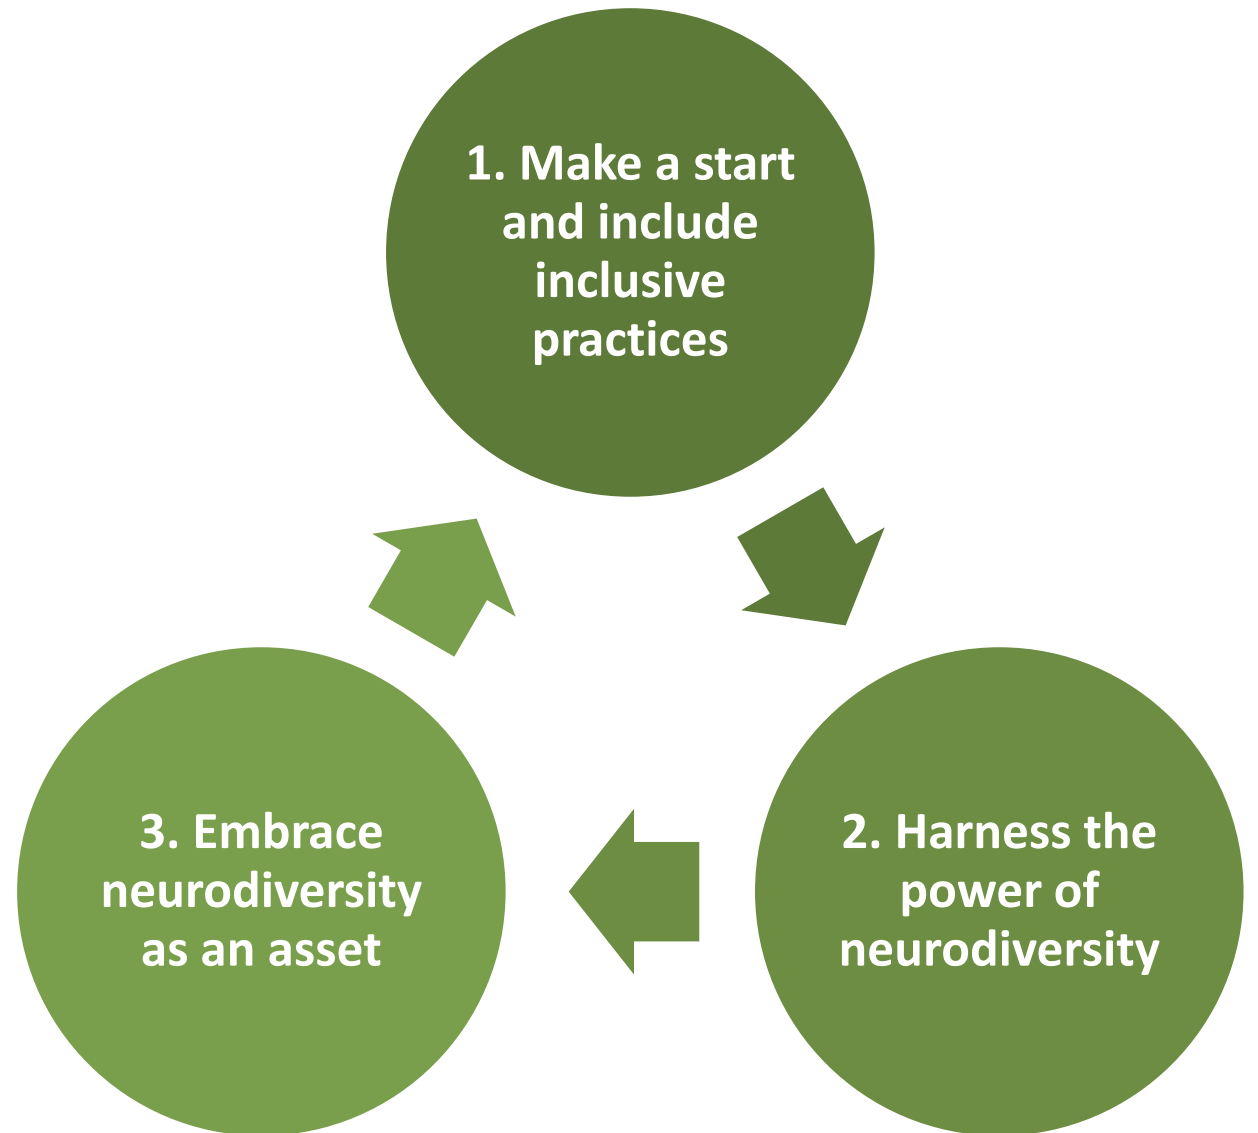 1. Make a start
and include
inclusive
practices
2. Harness the
power of
neurodiversity
3. Embrace
neurodiversity
as an asset